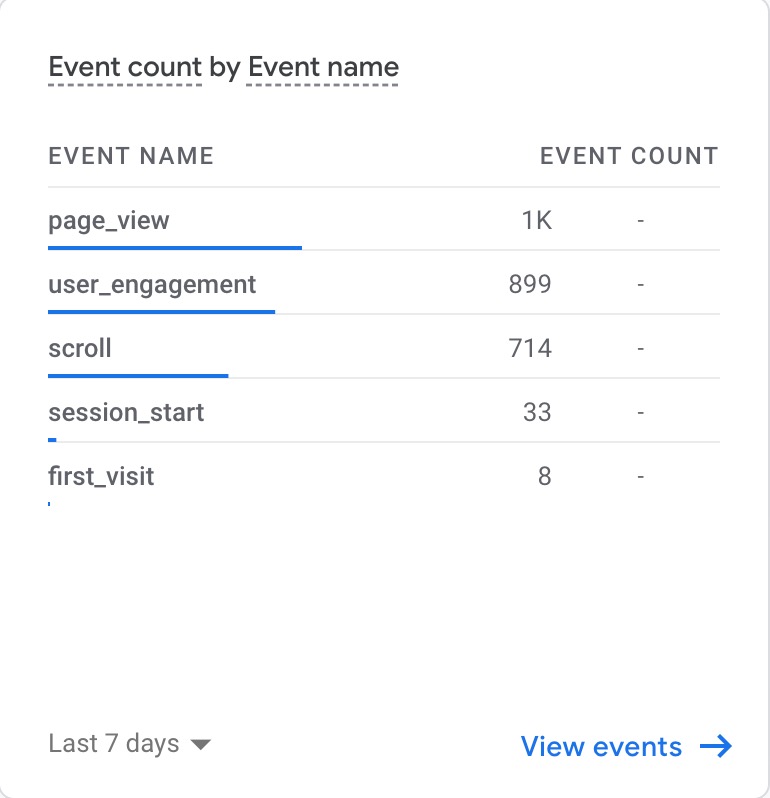 Event count by Event name
EVENT NAME EVENT COUNT
page_view 1K -
user_engagement 899 -
scroll 714 -
session_start 33 -
first_visit 8 -
Last 7 days View events